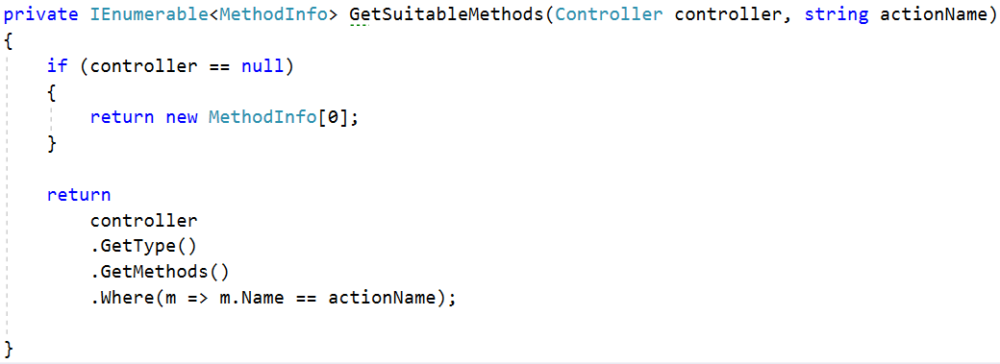 private IEnumerable<MethodInfo> GetSuitableMethods(Controller controller, string actionName)
{
    if (controller == null)
    {
        return new MethodInfo[0];
    }

    return
        controller
        .GetType()
        .GetMethods()
        .Where(m => m.Name == actionName);

}